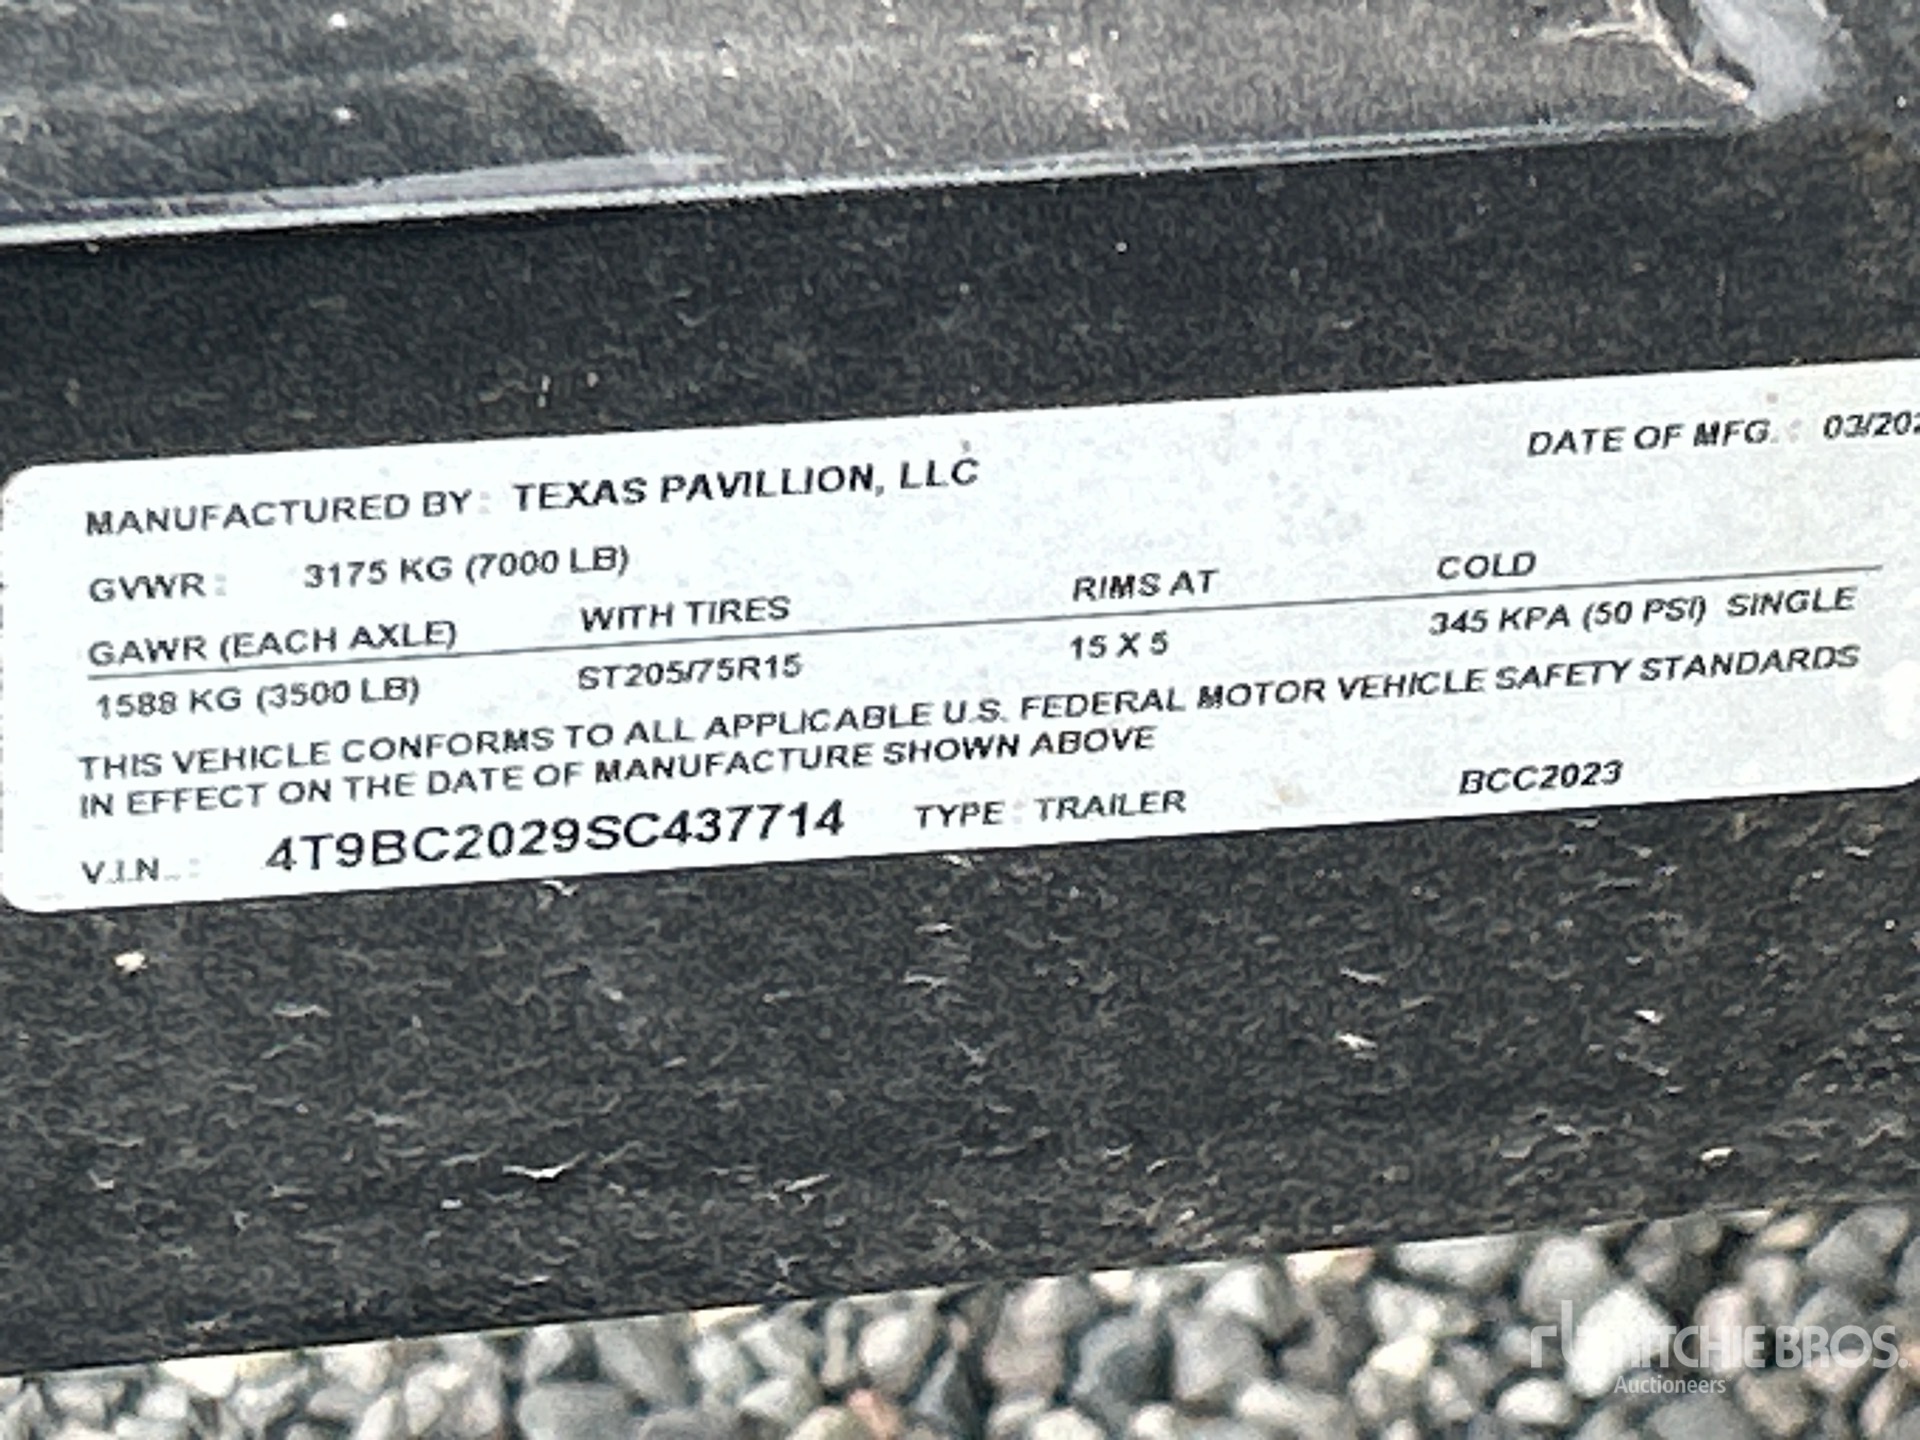 MANUFACTURED BY: TEXAS PAVILLION, LLC DATE OF MFG.: 03/202
GVWR: 3175 KG (7000 LB)
GAWR (EACH AXLE) WITH TIRES RIMS AT COLD
1588 KG (3500 LB) ST205/75R15 15 X 5 345 KPA (50 PSI) SINGLE
THIS VEHICLE CONFORMS TO ALL APPLICABLE U.S. FEDERAL MOTOR VEHICLE SAFETY STANDARDS
IN EFFECT ON THE DATE OF MANUFACTURE SHOWN ABOVE
V.I.N.: 4T9BC2029SC437714 TYPE: TRAILER BCC2023
rb RITCHIE BROS.
Auctioneers